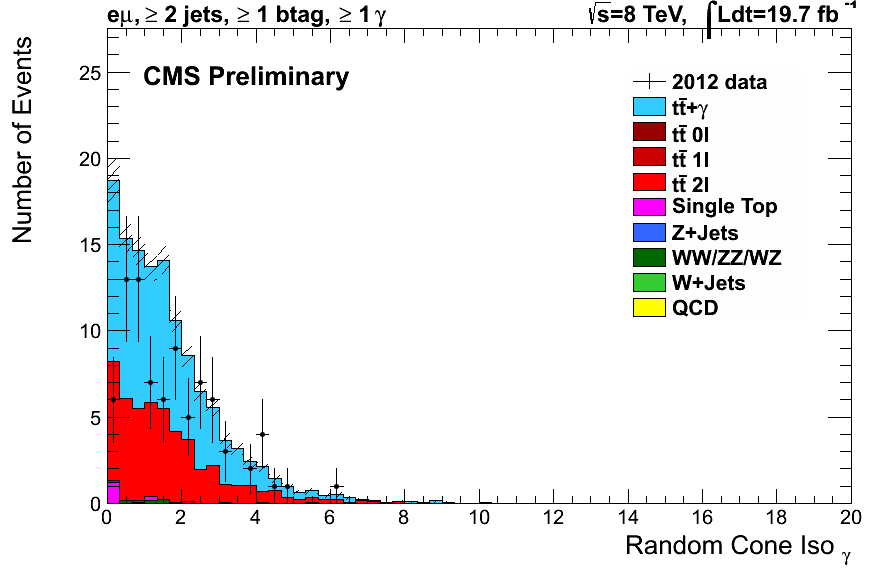 eμ, ≥ 2 jets, ≥ 1 btag, ≥ 1 γ
√s=8 TeV, ∫Ldt=19.7 fb⁻¹
CMS Preliminary
Number of Events
25
20
15
10
5
0
2012 data
tt̄+γ
tt̄ 0l
tt̄ 1l
tt̄ 2l
Single Top
Z+Jets
WW/ZZ/WZ
W+Jets
QCD
0 2 4 6 8 10 12 14 16 18 20
Random Cone Iso γ